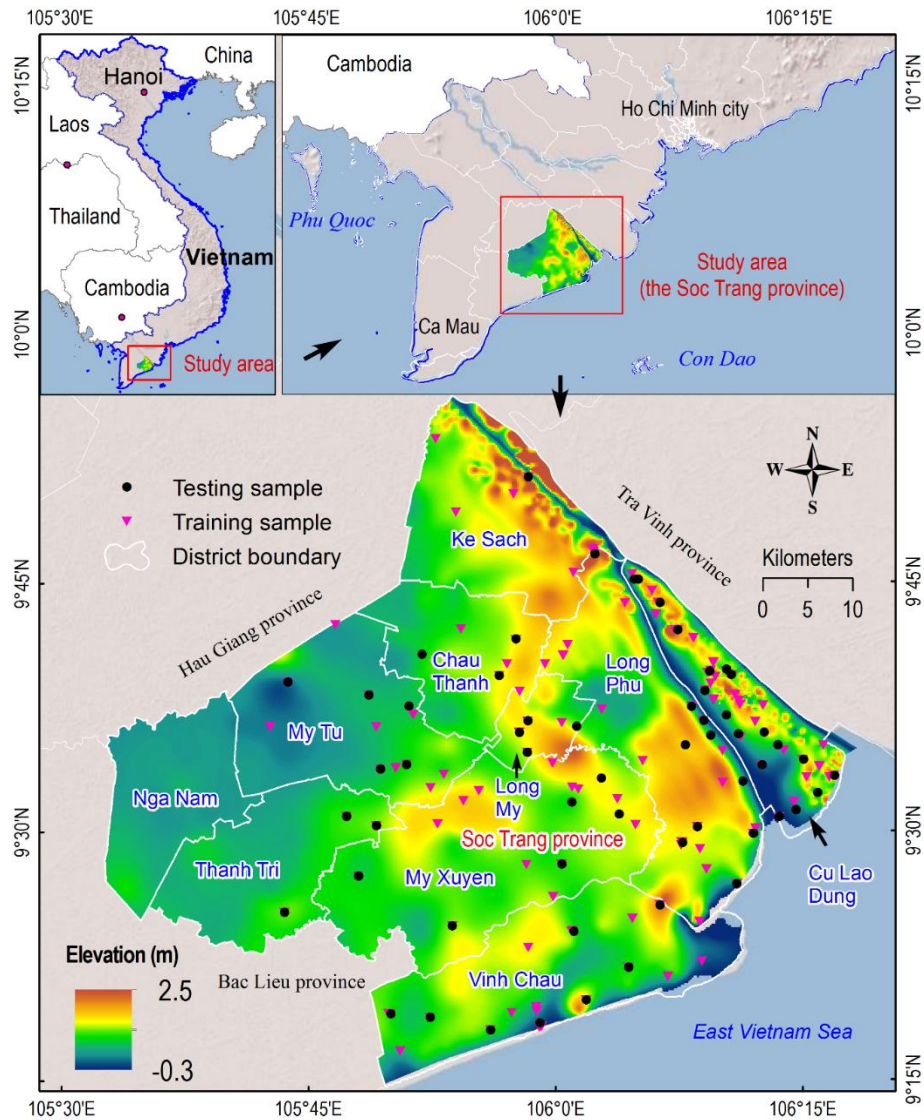 105°30'E
105°45'E
106°0'E
106°15'E
10°15'N
10°0'N
9°45'N
9°30'N
China
Hanoi
Laos
Thailand
Vietnam
Cambodia
Study area
Cambodia
Ho Chi Minh city
Phu Quoc
Study area
(the Soc Trang province)
Ca Mau
Con Dao
10°15'N
10°0'N
9°45'N
9°30'N
9°15'N
Testing sample
Training sample
District boundary
N
W E
S
Kilometers
0 5 10
Tra Vinh province
Hau Giang province
Ke Sach
Chau
Thanh
Long
Phu
My Tu
Nga Nam
Long
My
Soc Trang province
Thanh Tri
My Xuyen
Cu Lao
Dung
Vinh Chau
Bac Lieu province
East Vietnam Sea
Elevation (m)
2.5
-0.3
105°30'E
105°45'E
106°0'E
106°15'E